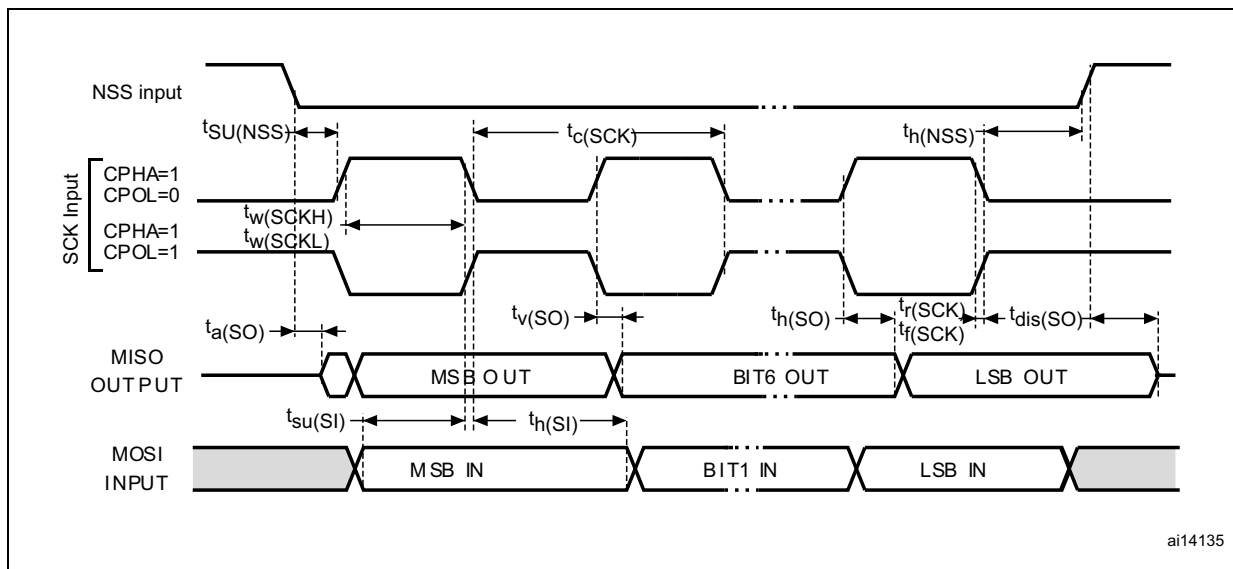 NSS input
tSU(NSS)
tc(SCK)
th(NSS)
SCK Input
CPHA=1
CPOL=0
tw(SCKH)
tw(SCKL)
CPHA=1
CPOL=1
ta(SO)
tv(SO)
th(SO)
tr(SCK)
tf(SCK)
tdis(SO)
MISO
OUTPUT
MSB OUT
BIT6 OUT
LSB OUT
tsu(SI)
th(SI)
MOSI
INPUT
MSB IN
BIT1 IN
LSB IN
ai14135